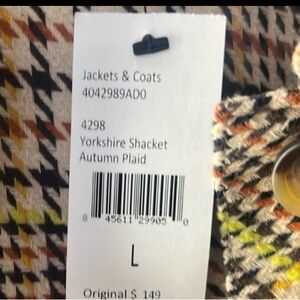 Jackets & Coats
4042989AD0
4298
Yorkshire Shacket
Autumn Plaid
8 45611 29905 0
L
Original $ 149